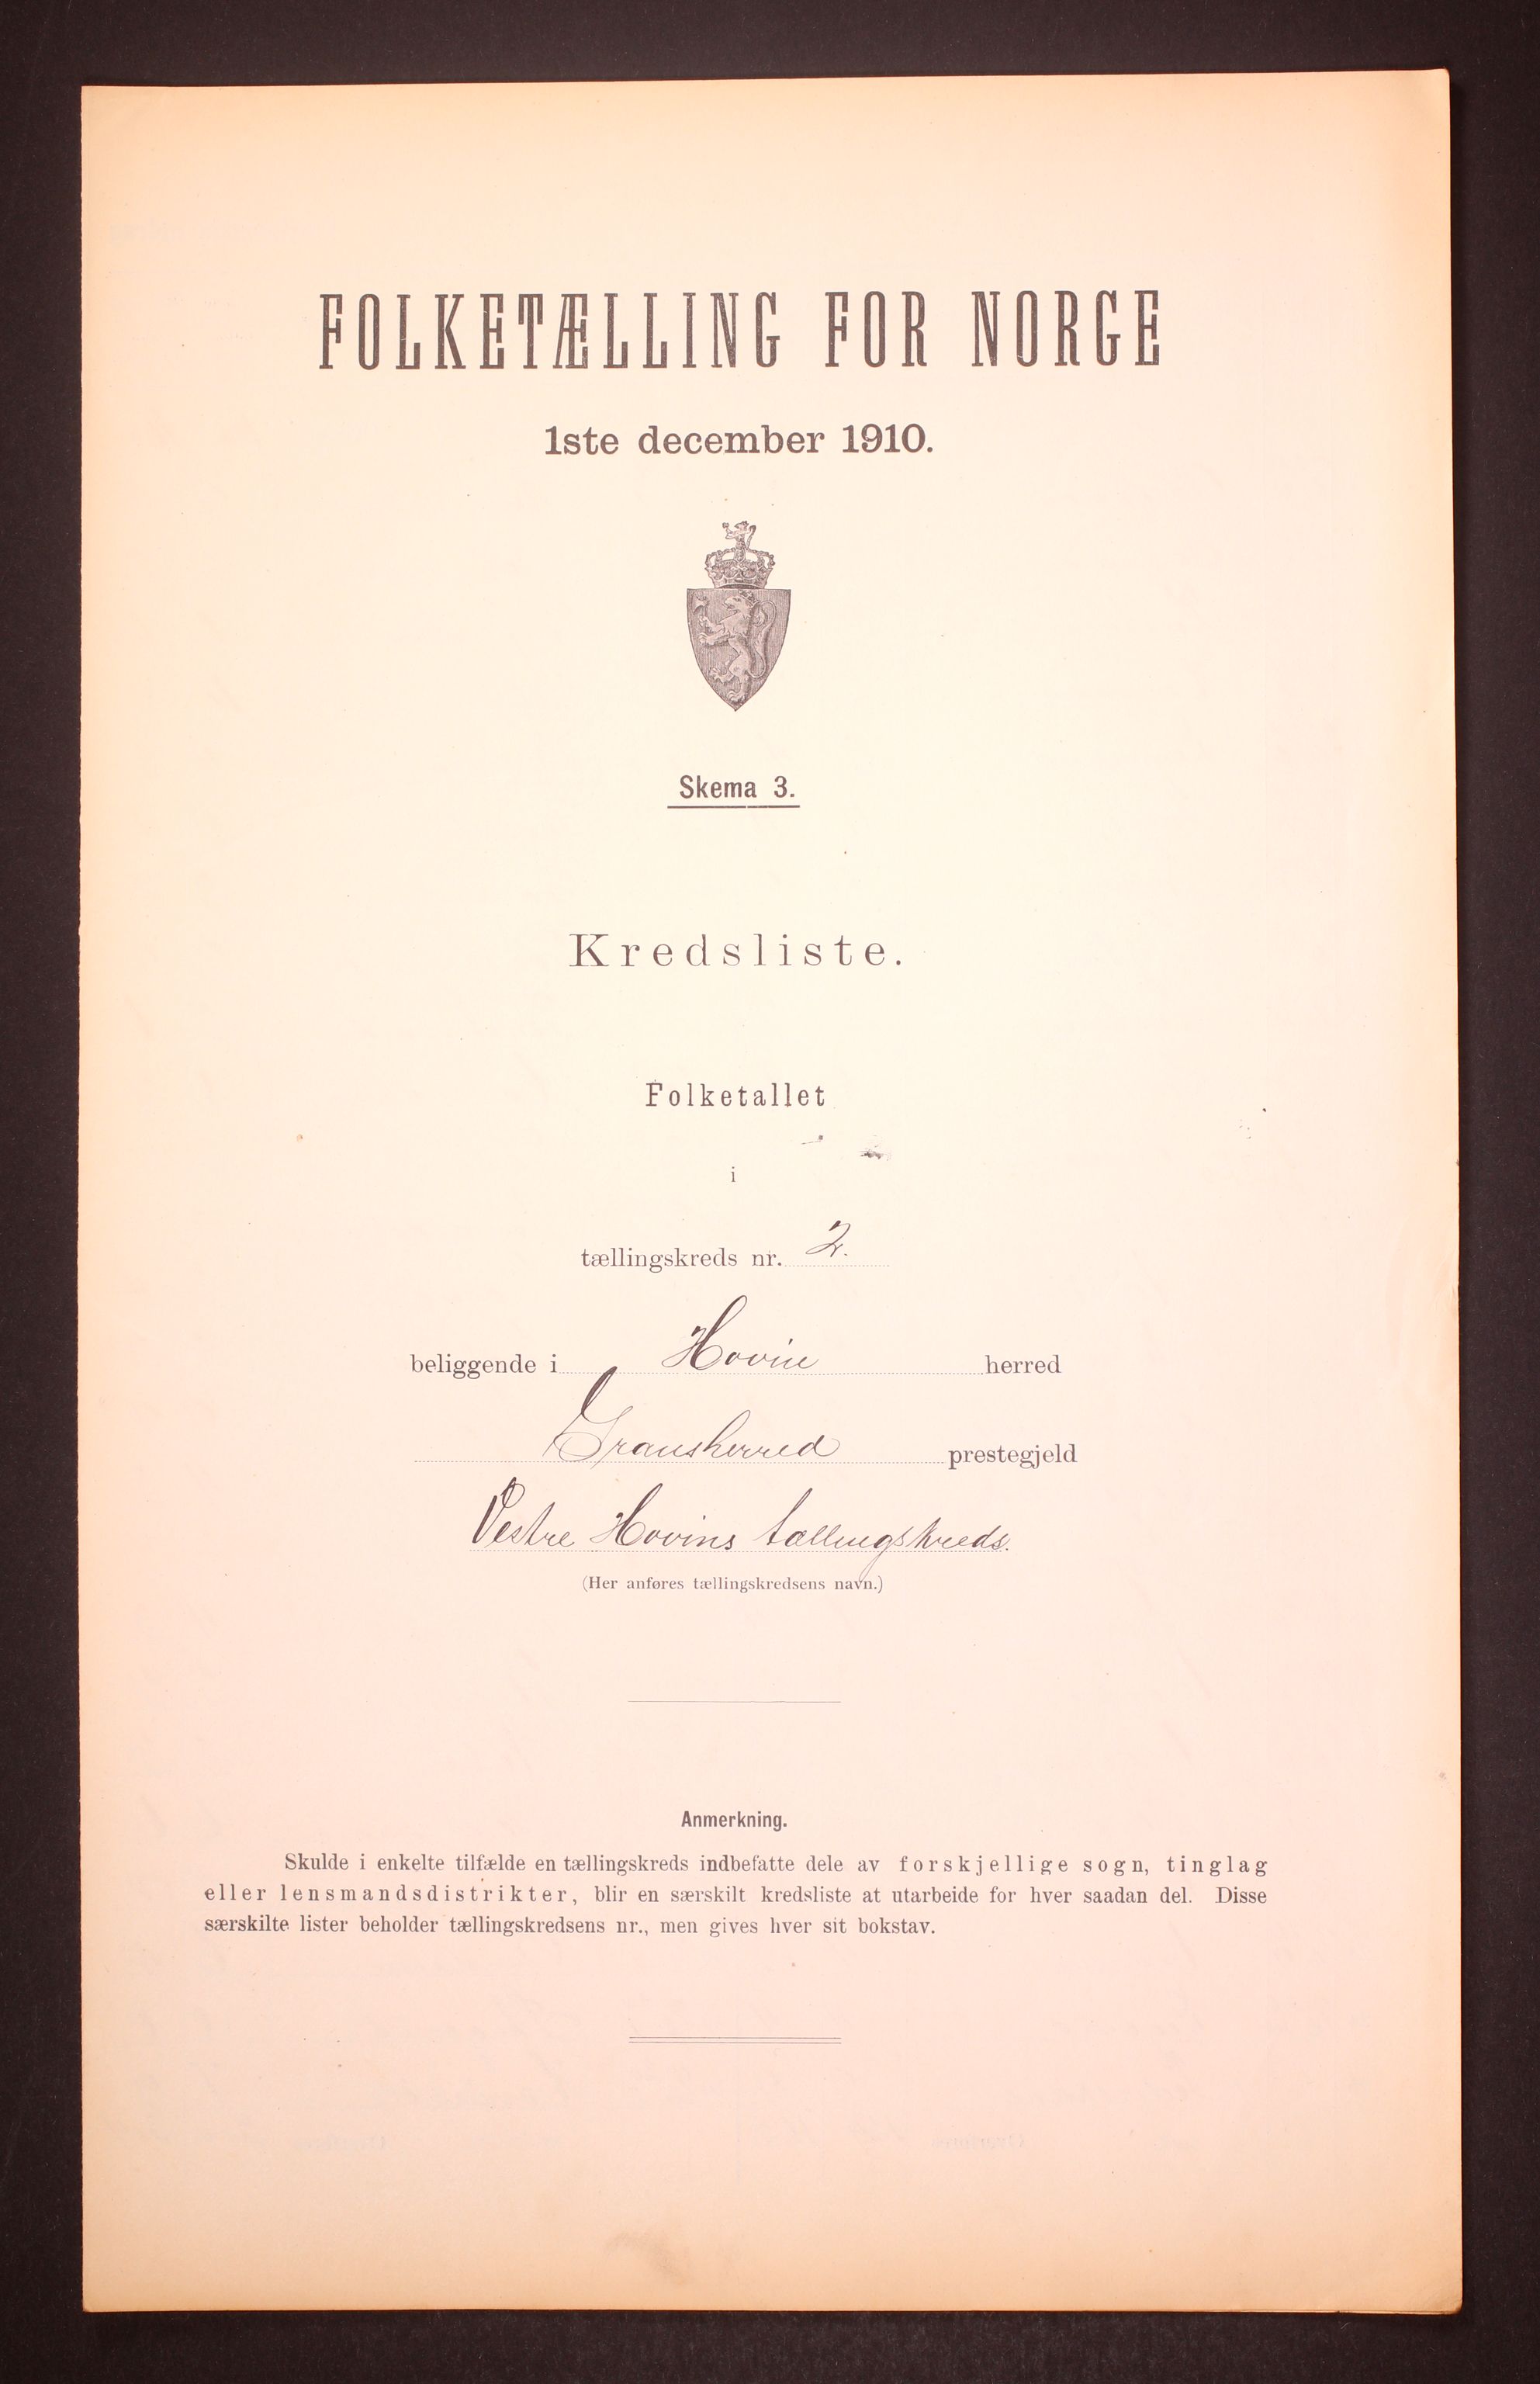 FOLKETÆLLING FOR NORGE
1ste december 1910.
Skema 3.
Kredsliste.
Folketallet
i
tællingskreds nr. 2.
beliggende i Hovin herred
Gransherred prestegjeld
Vestre Hovins tællingskreds.
(Her anføres tællingskredsens navn.)
Anmerkning.
Skulde i enkelte tilfælde en tællingskreds indbefatte dele av forskjellige sogn, tinglag
eller lensmandsdistrikter, blir en særskilt kredsliste at utarbeide for hver saadan del. Disse
særskilte lister beholder tællingskredsens nr., men gives hver sit bokstav.